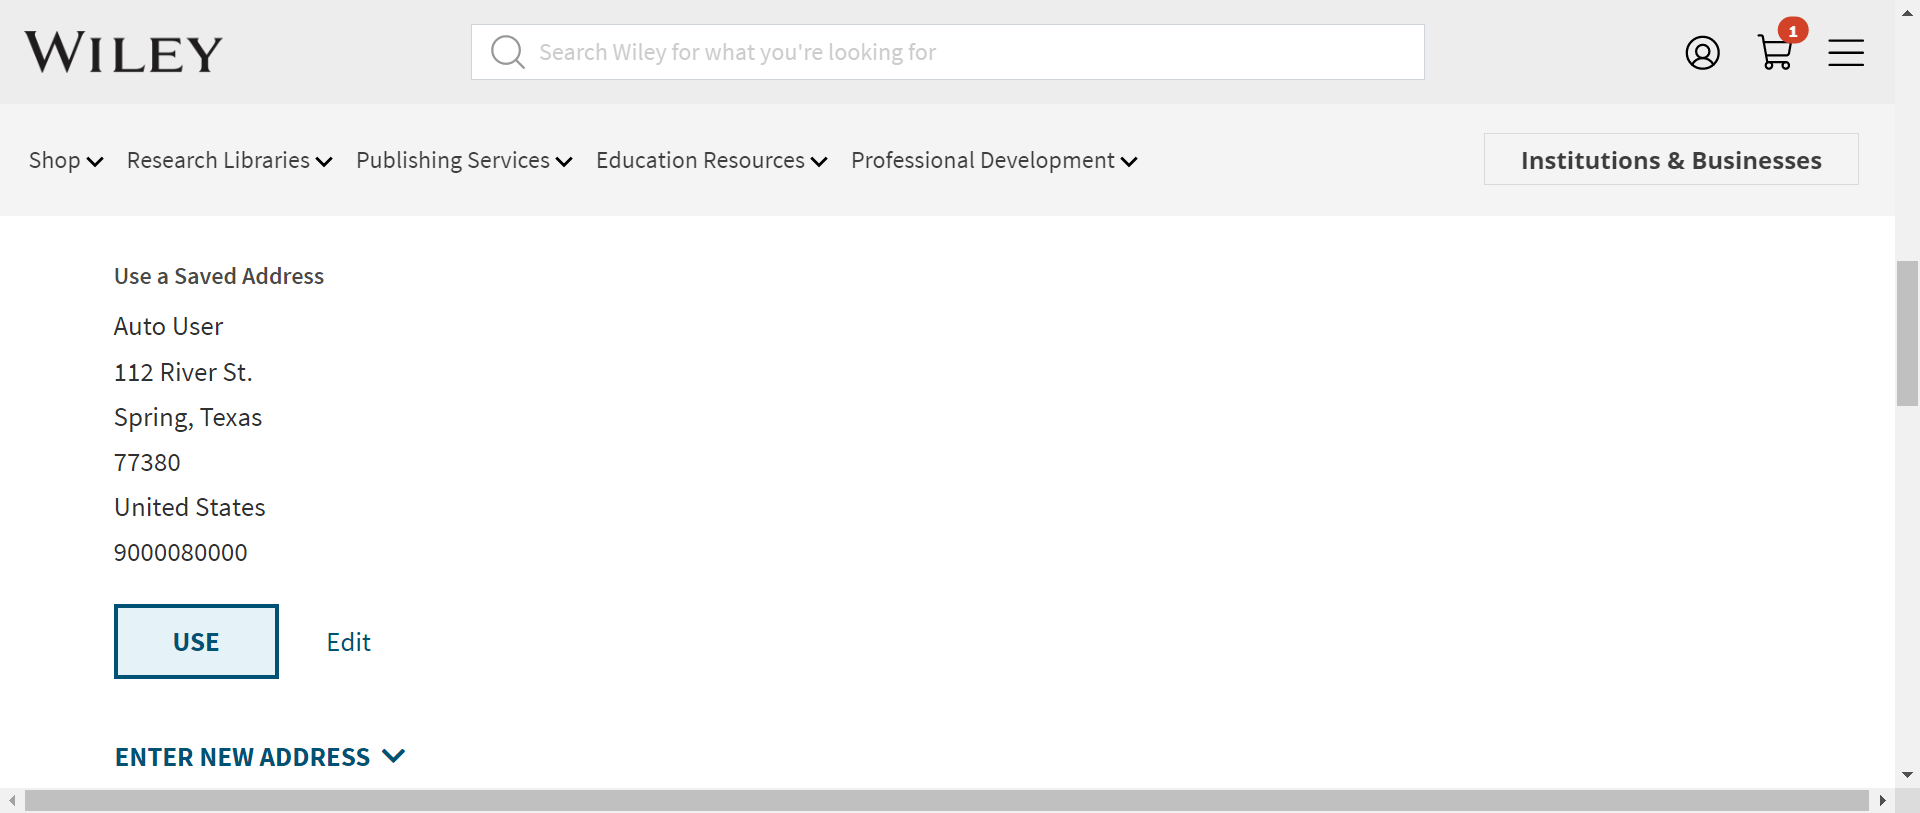 WILEY
Search Wiley for what you're looking for
1
Shop Research Libraries Publishing Services Education Resources Professional Development Institutions & Businesses
Use a Saved Address
Auto User
112 River St.
Spring, Texas
77380
United States
9000080000
USE Edit
ENTER NEW ADDRESS